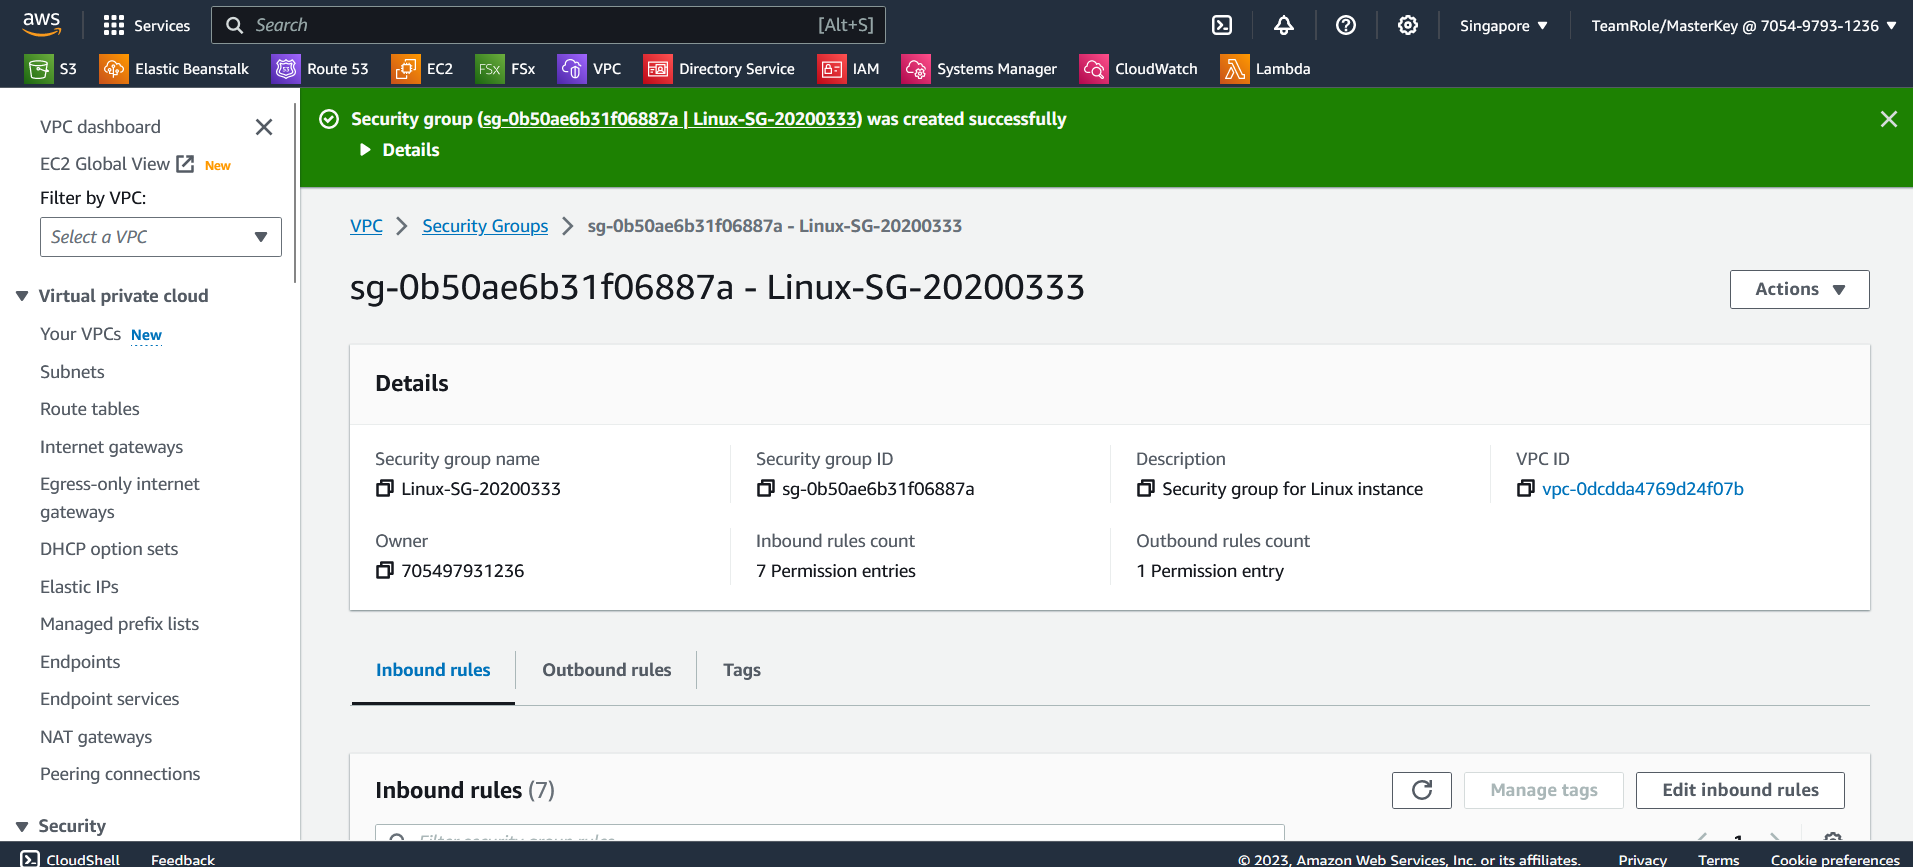 aws Services Search [Alt+S] Singapore TeamRole/MasterKey @ 7054-9793-1236
S3 Elastic Beanstalk Route 53 EC2 FSx FSx VPC Directory Service IAM Systems Manager CloudWatch Lambda
VPC dashboard
EC2 Global View New
Filter by VPC:
Select a VPC
Virtual private cloud
Your VPCs New
Subnets
Route tables
Internet gateways
Egress-only internet
gateways
DHCP option sets
Elastic IPs
Managed prefix lists
Endpoints
Endpoint services
NAT gateways
Peering connections
Security
Security group (sg-0b50ae6b31f06887a | Linux-SG-20200333) was created successfully
Details
VPC Security Groups sg-0b50ae6b31f06887a - Linux-SG-20200333
sg-0b50ae6b31f06887a - Linux-SG-20200333
Actions
Details
Security group name
Linux-SG-20200333
Security group ID
sg-0b50ae6b31f06887a
Description
Security group for Linux instance
VPC ID
vpc-0dcdda4769d24f07b
Owner
705497931236
Inbound rules count
7 Permission entries
Outbound rules count
1 Permission entry
Inbound rules Outbound rules Tags
Inbound rules (7) Manage tags Edit inbound rules
Filter security group rules 1
CloudShell Feedback © 2023, Amazon Web Services, Inc. or its affiliates. Privacy Terms Cookie preferences